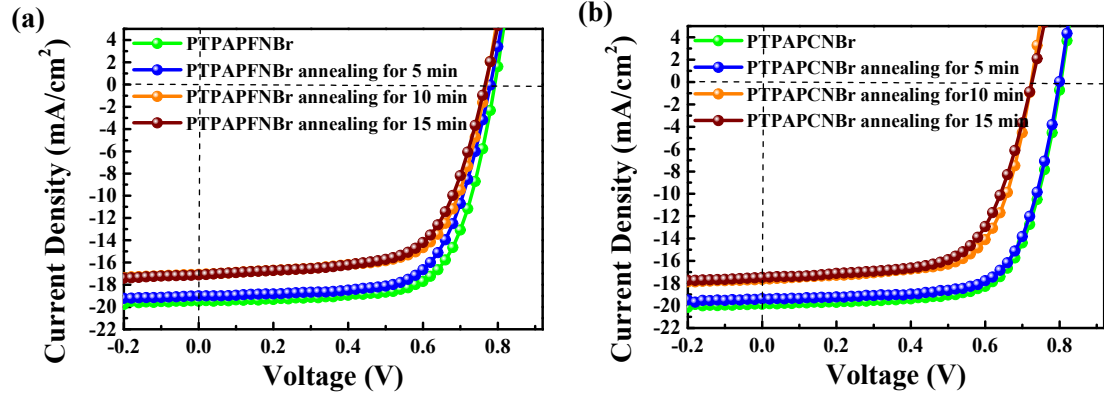 (a)
4
2
0
-2
-4
-6
-8
-10
-12
-14
-16
-18
-20
-22
Current Density (mA/cm²)
PTPAPFNBr
PTPAPFNBr annealing for 5 min
PTPAPFNBr annealing for 10 min
PTPAPFNBr annealing for 15 min
-0.2 0.0 0.2 0.4 0.6 0.8
Voltage (V)
(b)
4
2
0
-2
-4
-6
-8
-10
-12
-14
-16
-18
-20
-22
Current Density (mA/cm²)
PTPAPCNBr
PTPAPCNBr annealing for 5 min
PTPAPCNBr annealing for10 min
PTPAPCNBr annealing for 15 min
-0.2 0.0 0.2 0.4 0.6 0.8
Voltage (V)